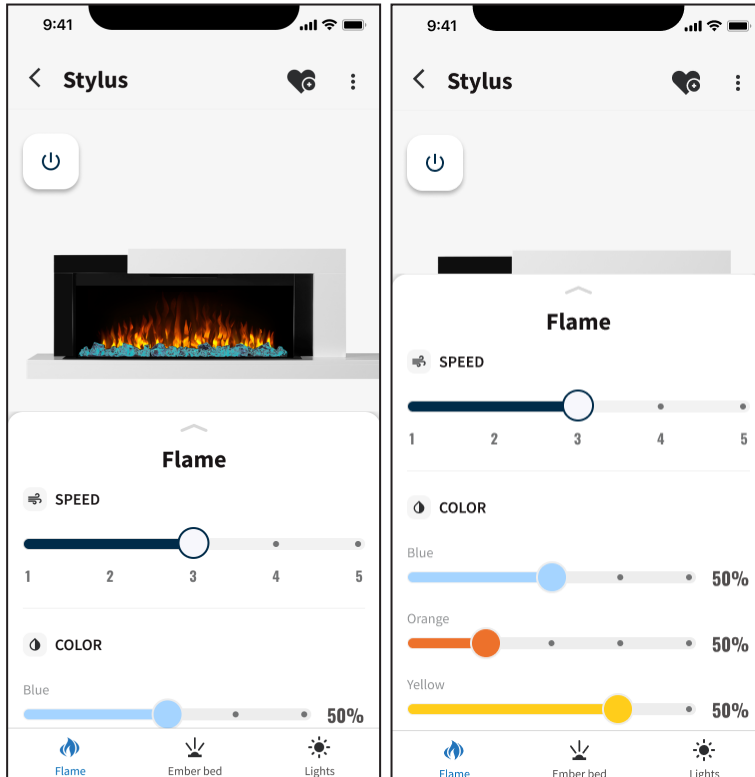 9:41
Stylus
Flame
SPEED
1 2 3 4 5
COLOR
Blue
50%
Flame Ember bed Lights
9:41
Stylus
Flame
SPEED
1 2 3 4 5
COLOR
Blue
50%
Orange
50%
Yellow
50%
Flame Ember bed Lights